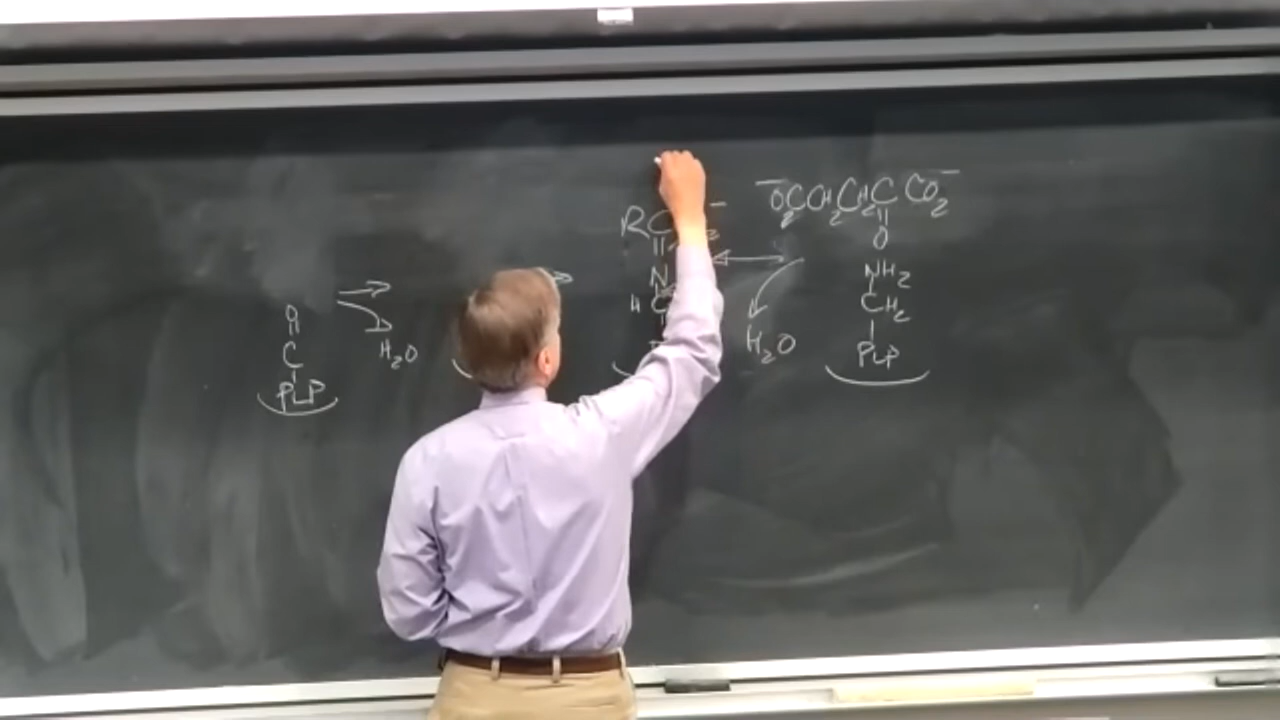 ⁻O₂CCH₂CH₂CCO₂⁻
RC
O
N
NH₂
H C
CH₂
O
H₂O
PLP
C
H₂O
PLP